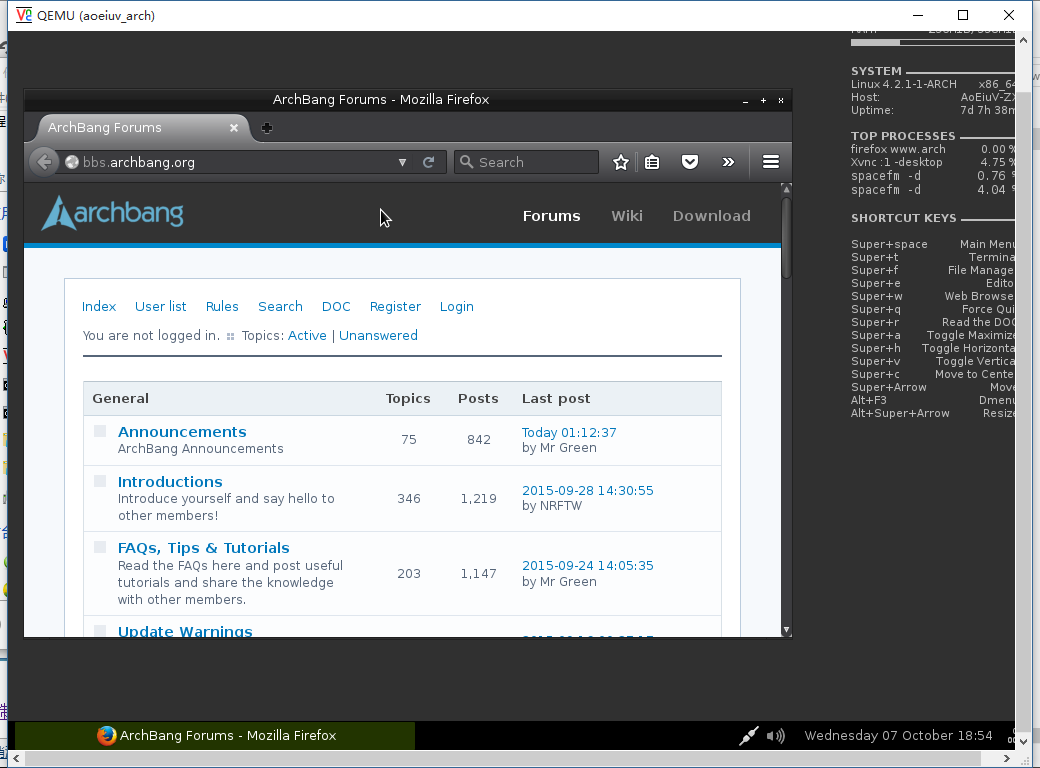 QEMU (aoeiuv_arch)
ArchBang Forums - Mozilla Firefox
ArchBang Forums
bbs.archbang.org
Search
archbang
Forums Wiki Download
Index User list Rules Search DOC Register Login
You are not logged in. Topics: Active | Unanswered
General Topics Posts Last post
Announcements
ArchBang Announcements
75 842
Today 01:12:37
by Mr Green
Introductions
Introduce yourself and say hello to
other members!
346 1,219
2015-09-28 14:30:55
by NRFTW
FAQs, Tips & Tutorials
Read the FAQs here and post useful
tutorials and share the knowledge
with other members.
203 1,147
2015-09-24 14:05:35
by Mr Green
Update Warnings
SYSTEM
Linux 4.2.1-1-ARCH x86_64
Host: AoEiuV-ZX
Uptime: 7d 7h 38m
TOP PROCESSES
firefox www.arch 0.00 %
Xvnc :1 -desktop 4.75 %
spacefm -d 0.76 %
spacefm -d 4.04 %
SHORTCUT KEYS
Super+space Main Menu
Super+t Termina
Super+f File Manage
Super+e Edito
Super+w Web Browse
Super+q Force Qui
Super+r Read the DOC
Super+a Toggle Maximize
Super+h Toggle Horizonta
Super+v Toggle Vertica
Super+c Move to Cente
Super+Arrow Move
Alt+F3 Dmenu
Alt+Super+Arrow Resize
ArchBang Forums - Mozilla Firefox
Wednesday 07 October 18:54